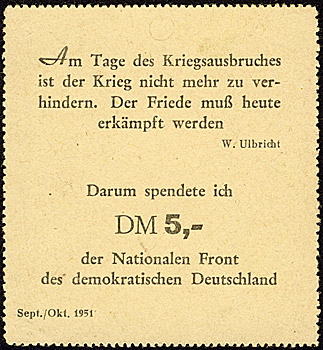 Am Tage des Kriegsausbruches
ist der Krieg nicht mehr zu ver-
hindern. Der Friede muß heute
erkämpft werden
W. Ulbricht
Darum spendete ich
DM 5,-
der Nationalen Front
des demokratischen Deutschland
Sept./Okt. 1951